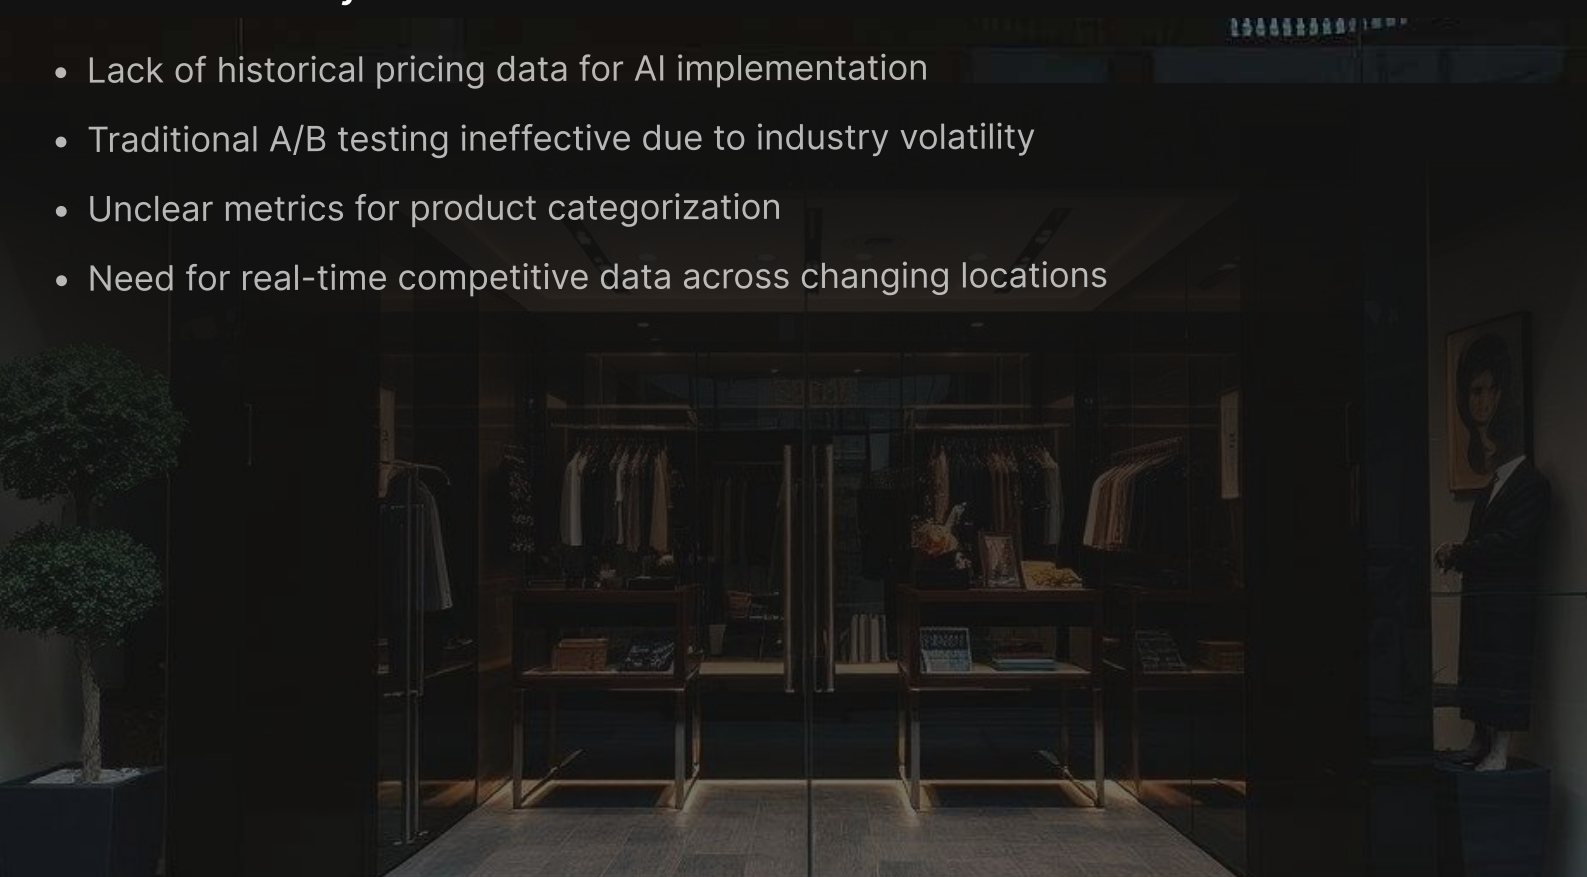 • Lack of historical pricing data for AI implementation
• Traditional A/B testing ineffective due to industry volatility
• Unclear metrics for product categorization
• Need for real-time competitive data across changing locations